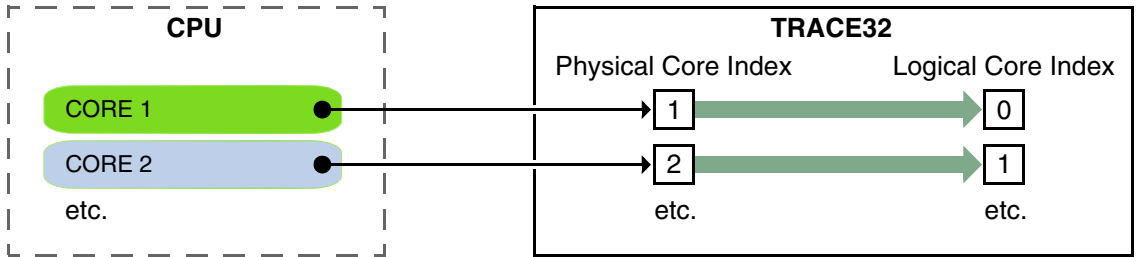 CPU
TRACE32
Physical Core Index
Logical Core Index
CORE 1
1
0
CORE 2
2
1
etc.
etc.
etc.